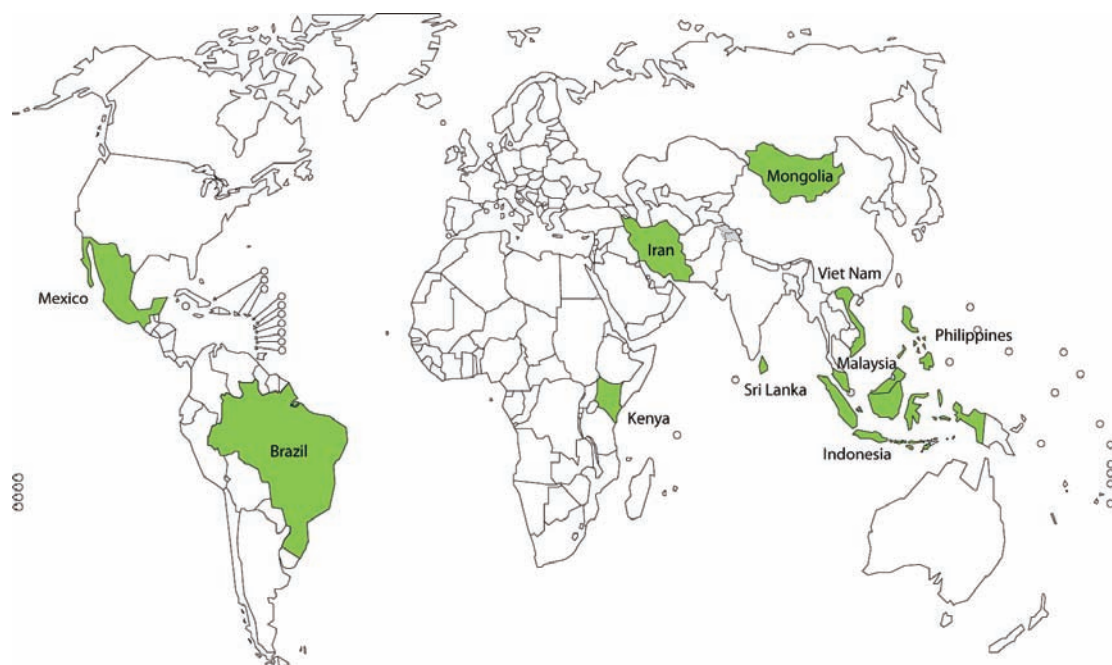 Mongolia
Iran
Viet Nam
Mexico
Philippines
Malaysia
Sri Lanka
Kenya
Brazil
Indonesia